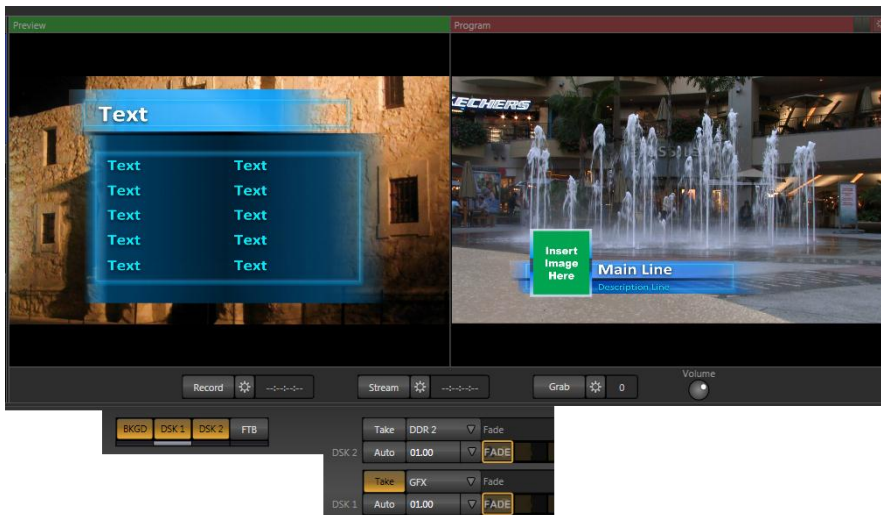 Preview
Program
Text
Text Text
Text Text
Text Text
Text Text
Text Text
KECHERS
Insert
Image
Here
Main Line
Description Line
Record --:--:--:-- Stream --:--:--:-- Grab 0
Volume
BKGD DSK 1 DSK 2 FTB
Take DDR 2 Fade
DSK 2 Auto 01.00 FADE
Take GFX Fade
DSK 1 Auto 01.00 FADE